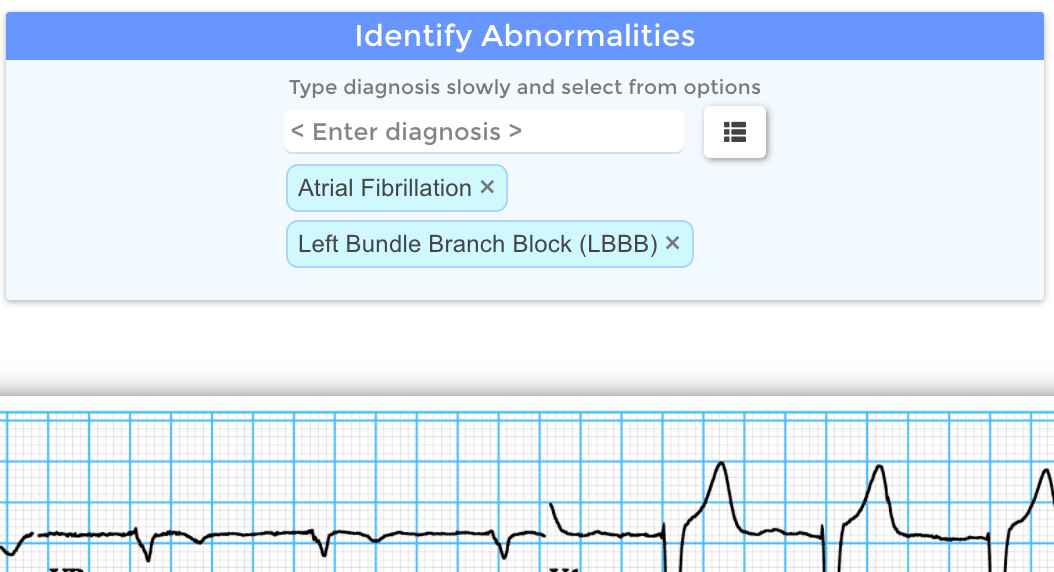 Identify Abnormalities
Type diagnosis slowly and select from options
< Enter diagnosis >
Atrial Fibrillation ×
Left Bundle Branch Block (LBBB) ×